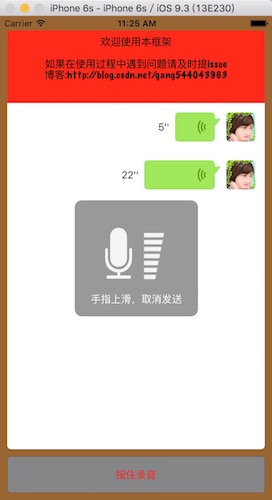 iPhone 6s - iPhone 6s / iOS 9.3 (13E230)
Carrier
11:25 AM
欢迎使用本框架
如果在使用过程中遇到问题请及时提issue
博客:http://blog.csdn.net/gang544043963
5''
22''
手指上滑，取消发送
按住录音